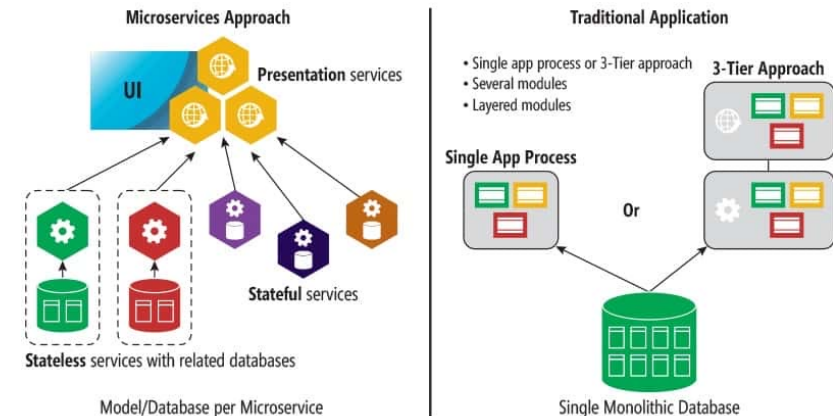 Microservices Approach
UI
Presentation services
Stateful services
Stateless services with related databases
Model/Database per Microservice
Traditional Application
• Single app process or 3-Tier approach
• Several modules
• Layered modules
3-Tier Approach
Single App Process
Or
Single Monolithic Database